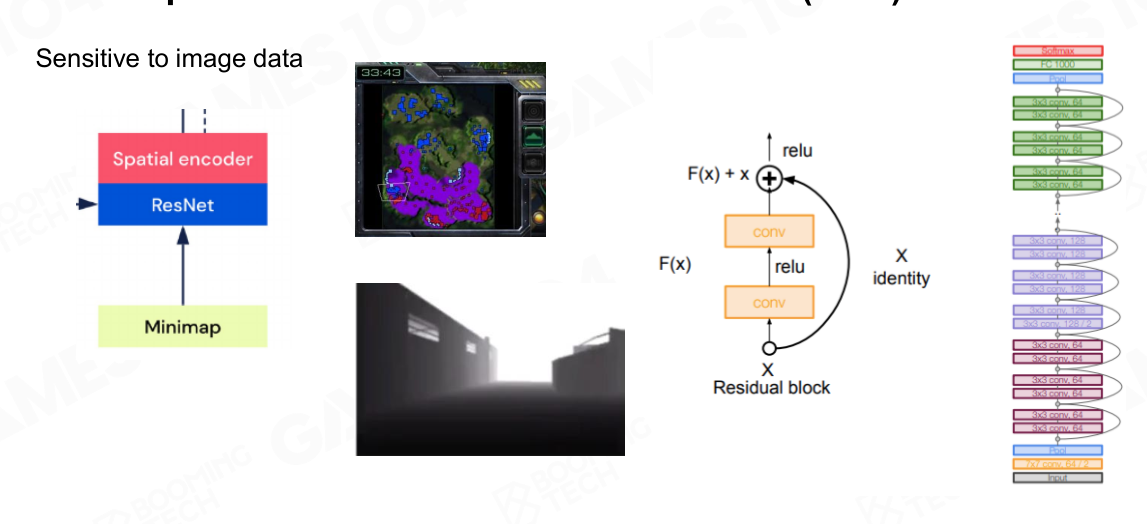 Sensitive to image data
Spatial encoder
ResNet
Minimap
33:43
relu
F(x) + x
conv
F(x)
relu
X
identity
conv
X
Residual block
Softmax
FC 1000
Pool
3x3 conv, 64
3x3 conv, 64
3x3 conv, 64
3x3 conv, 64
3x3 conv, 64
3x3 conv, 64
..
3x3 conv, 128
3x3 conv, 128
3x3 conv, 128
3x3 conv, 128
3x3 conv, 128
3x3 conv, 128 / 2
3x3 conv, 64
3x3 conv, 64
3x3 conv, 64
3x3 conv, 64
3x3 conv, 64
3x3 conv, 64
Pool
7x7 conv, 64 / 2
Input
BOOMING
TECH